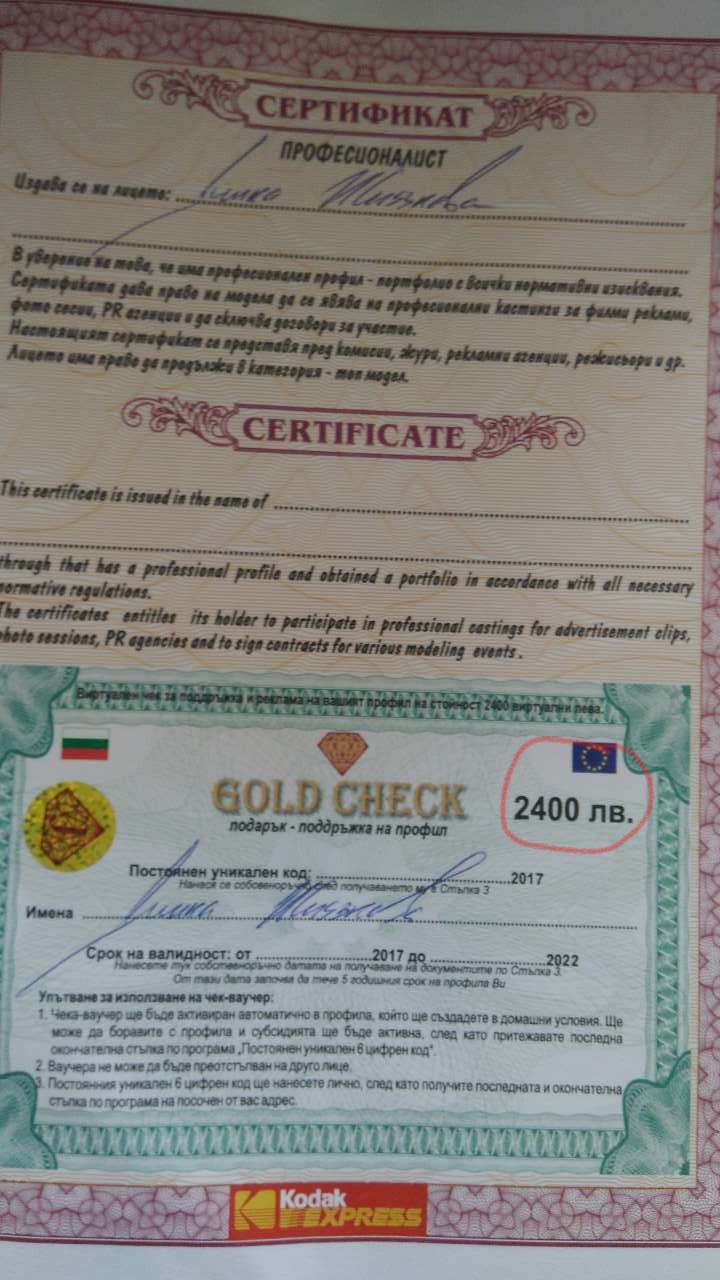 СЕРТИФИКАТ
ПРОФЕСИОНАЛИСТ
Издава се на лицето:
В уверение на това, че има професионален профил - портфолио с всички нормативни изисквания.
Сертификата дава право на модела да се явява на професионални кастинги за филми реклами,
фото сесии, PR агенции и да сключва договори за участие.
Настоящият сертификат се представя пред комисии, жури, рекламни агенции, режисьори и др.
Лицето има право да продължи в категория - топ модел.
CERTIFICATE
This certificate is issued in the name of
through that has a professional profile and obtained a portfolio in accordance with all necessary
normative regulations.
The certificates entitles its holder to participate in professional castings for advertisement clips,
photo sessions, PR agencies and to sign contracts for various modeling events.
Виртуален чек за поддръжка и реклама на вашият профил на стойност 2400 виртуални лева.
GOLD CHECK
2400 лв.
подарък - поддръжка на профил
Постоянен уникален код: 2017
Нанася се собсвеноръчно след получаването му в Стъпка 3
Имена
Срок на валидност: от 2017 до 2022
Нанесете тук собственоръчно датата на получаване на документите по Стъпка 3.
От тази дата започва да тече 5 годишния срок на профила Ви
Упътване за използване на чек-ваучер:
1. Чека-ваучер ще бъде активиран автоматично в профила, който ще създадете в домашни условия. Ще
може да боравите с профила и субсидията ще бъде активна, след като притежавате последна
окончателна стъпка по програма „Постоянен уникален 6 цифрен код".
2. Ваучера не може да бъде преотстъпван на друго лице.
3. Постоянния уникален 6 цифрен код ще нанесете лично, след като получите последната и окончателна
стъпка по програма на посочен от вас адрес.
Kodak
EXPRESS